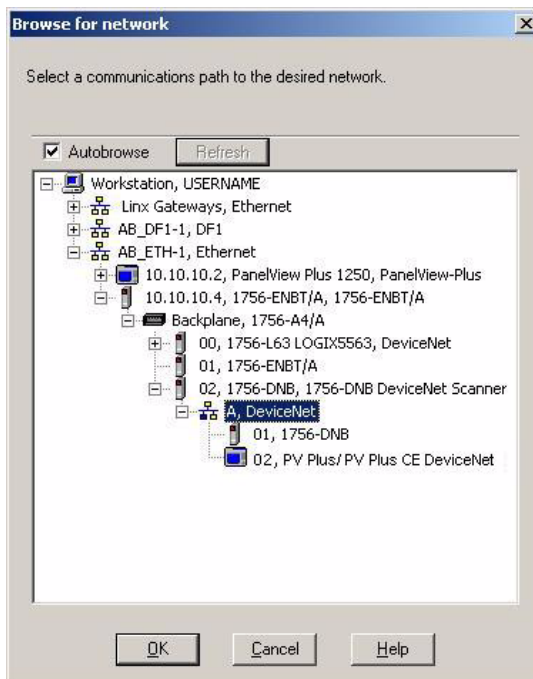 Browse for network
Select a communications path to the desired network.
Autobrowse Refresh
Workstation, USERNAME
Linx Gateways, Ethernet
AB_DF1-1, DF1
AB_ETH-1, Ethernet
10.10.10.2, PanelView Plus 1250, PanelView-Plus
10.10.10.4, 1756-ENBT/A, 1756-ENBT/A
Backplane, 1756-A4/A
00, 1756-L63 LOGIX5563, DeviceNet
01, 1756-ENBT/A
02, 1756-DNB, 1756-DNB DeviceNet Scanner
A, DeviceNet
01, 1756-DNB
02, PV Plus/PV Plus CE DeviceNet
OK Cancel Help